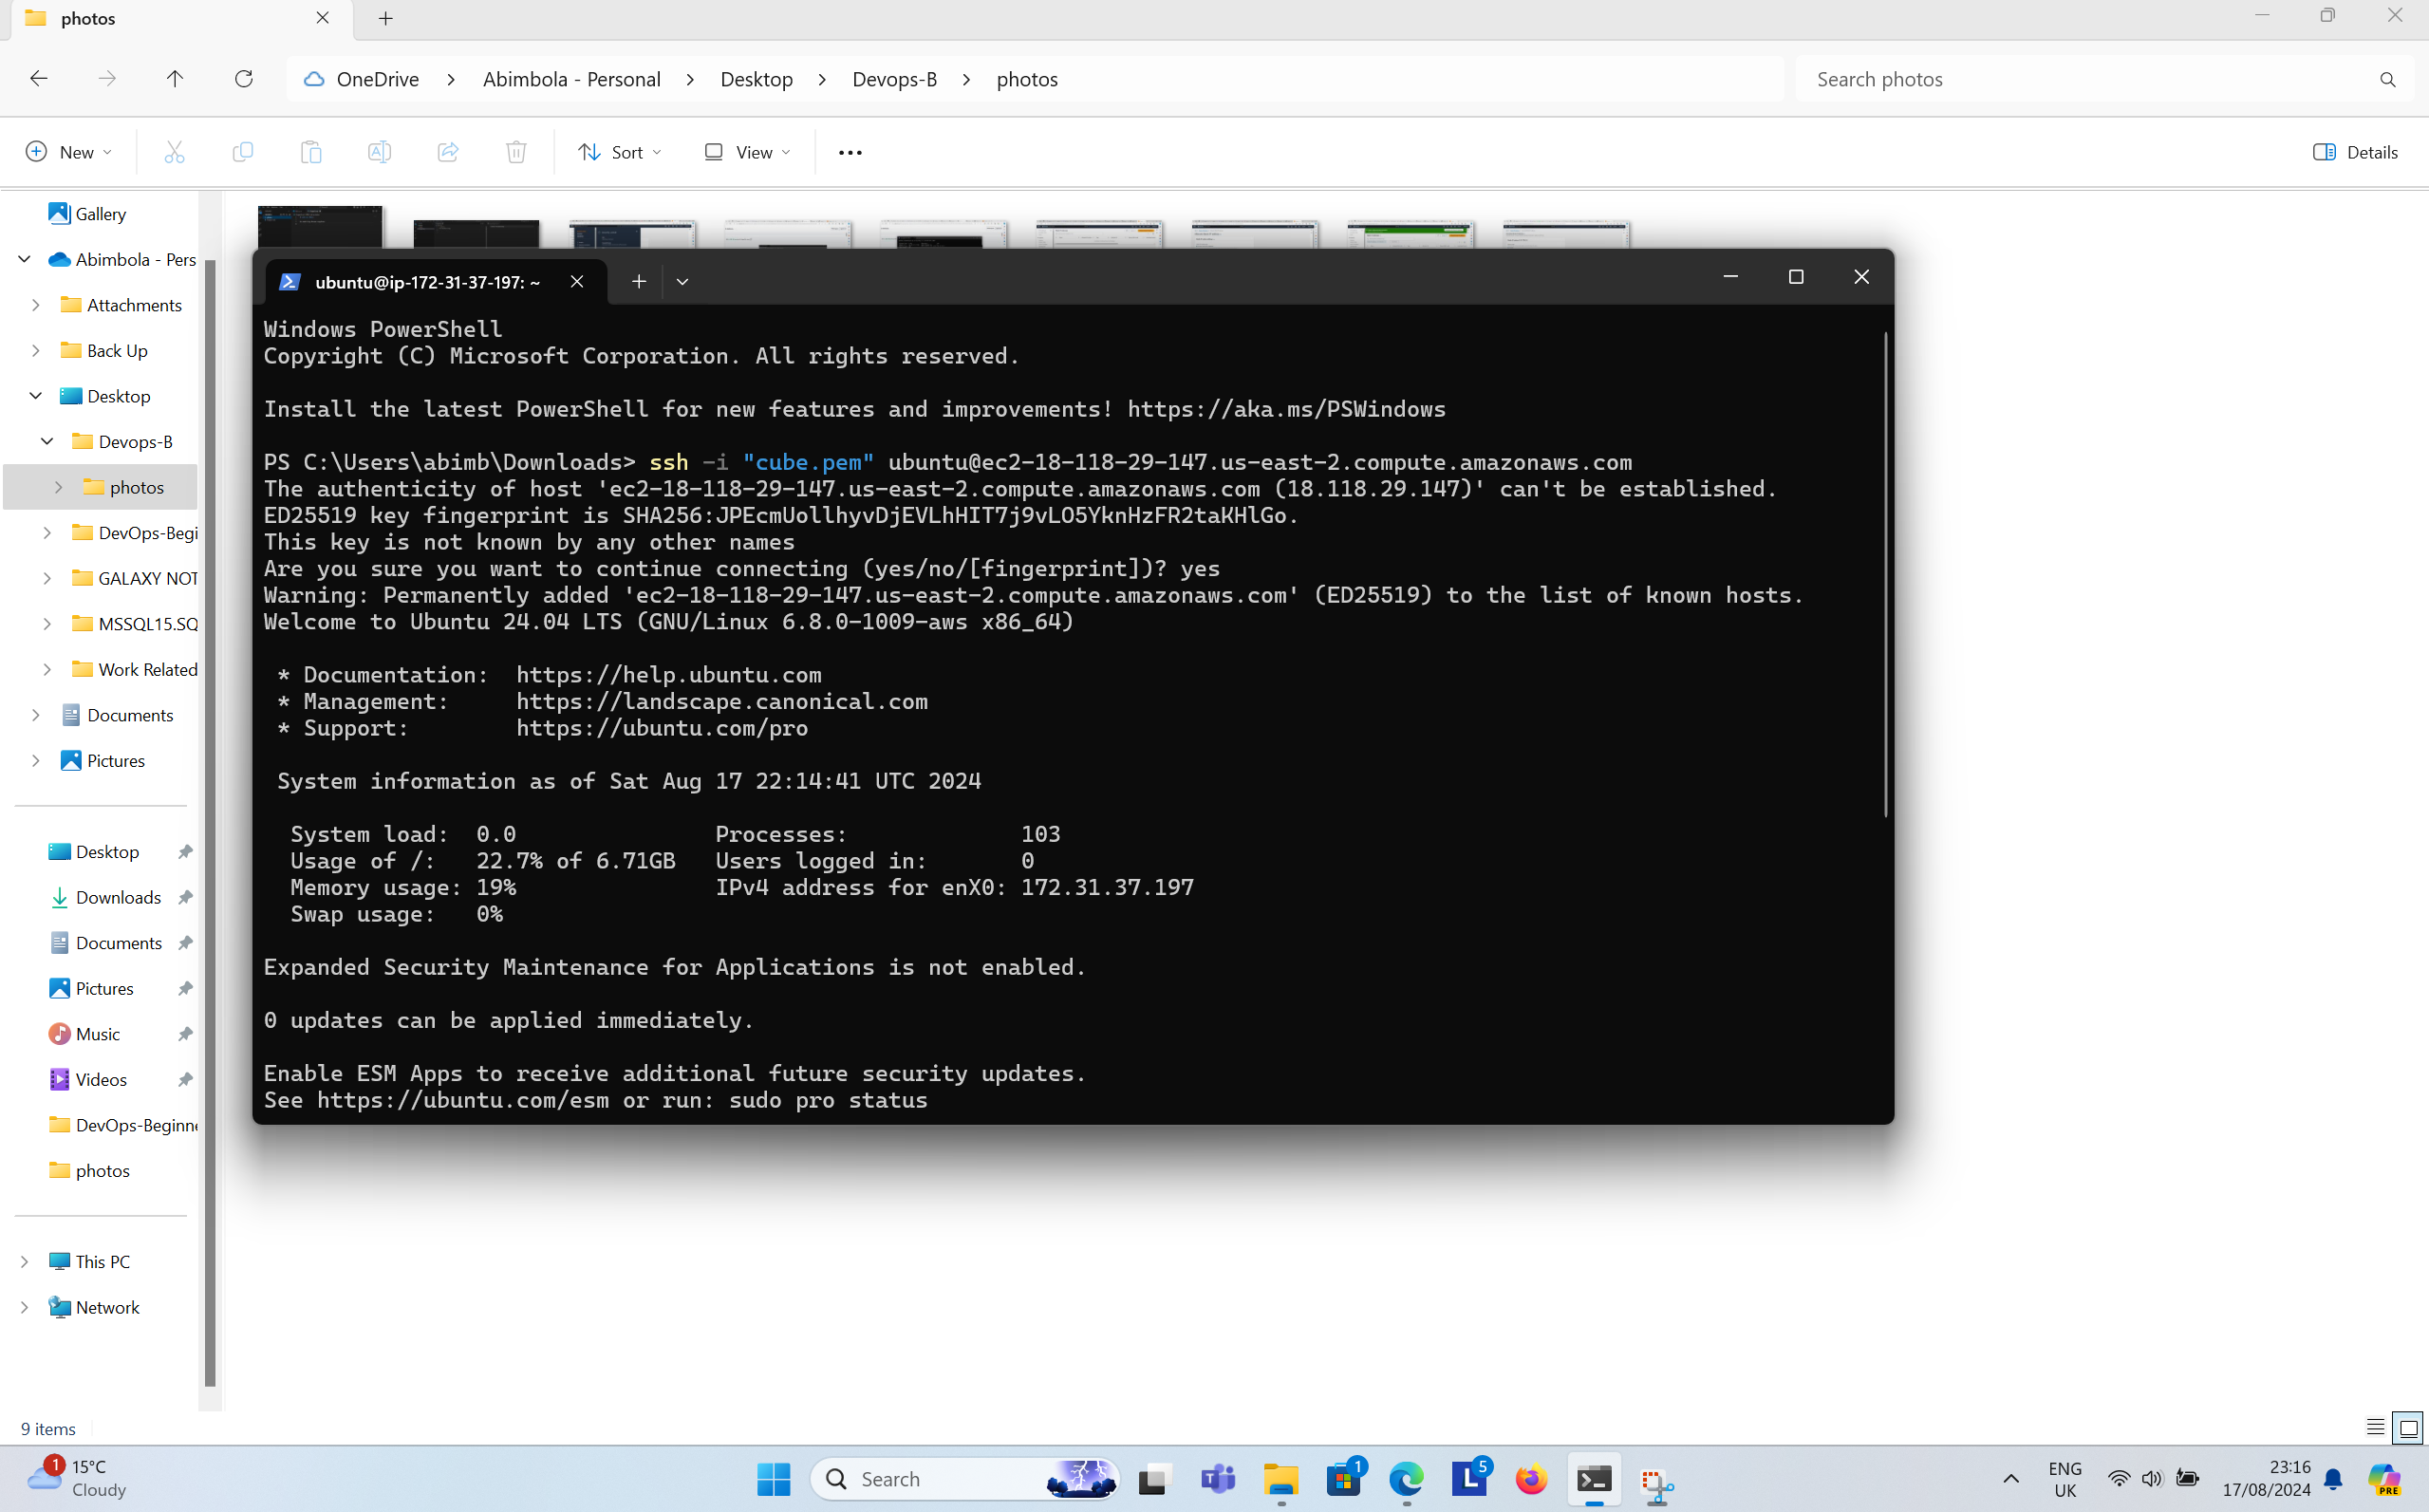 photos
OneDrive > Abimbola - Personal > Desktop > Devops-B > photos
Search photos
New
Sort
View
Details
Gallery
Abimbola - Pers
Attachments
Back Up
Desktop
Devops-B
photos
DevOps-Begi
GALAXY NOT
MSSQL15.SQ
Work Related
Documents
Pictures
Desktop
Downloads
Documents
Pictures
Music
Videos
DevOps-Beginne
photos
This PC
Network
9 items
ubuntu@ip-172-31-37-197: ~
Windows PowerShell
Copyright (C) Microsoft Corporation. All rights reserved.
Install the latest PowerShell for new features and improvements! https://aka.ms/PSWindows
PS C:\Users\abimb\Downloads> ssh -i "cube.pem" ubuntu@ec2-18-118-29-147.us-east-2.compute.amazonaws.com
The authenticity of host 'ec2-18-118-29-147.us-east-2.compute.amazonaws.com (18.118.29.147)' can't be established.
ED25519 key fingerprint is SHA256:JPEcmUollhyvDjEVLhHIT7j9vLO5YknHzFR2taKHlGo.
This key is not known by any other names
Are you sure you want to continue connecting (yes/no/[fingerprint])? yes
Warning: Permanently added 'ec2-18-118-29-147.us-east-2.compute.amazonaws.com' (ED25519) to the list of known hosts.
Welcome to Ubuntu 24.04 LTS (GNU/Linux 6.8.0-1009-aws x86_64)
* Documentation: https://help.ubuntu.com
* Management: https://landscape.canonical.com
* Support: https://ubuntu.com/pro
System information as of Sat Aug 17 22:14:41 UTC 2024
System load: 0.0 Processes: 103
Usage of /: 22.7% of 6.71GB Users logged in: 0
Memory usage: 19% IPv4 address for enX0: 172.31.37.197
Swap usage: 0%
Expanded Security Maintenance for Applications is not enabled.
0 updates can be applied immediately.
Enable ESM Apps to receive additional future security updates.
See https://ubuntu.com/esm or run: sudo pro status
1
15°C
Cloudy
Search
T
1
L
5
ENG
UK
23:16
17/08/2024
PRE